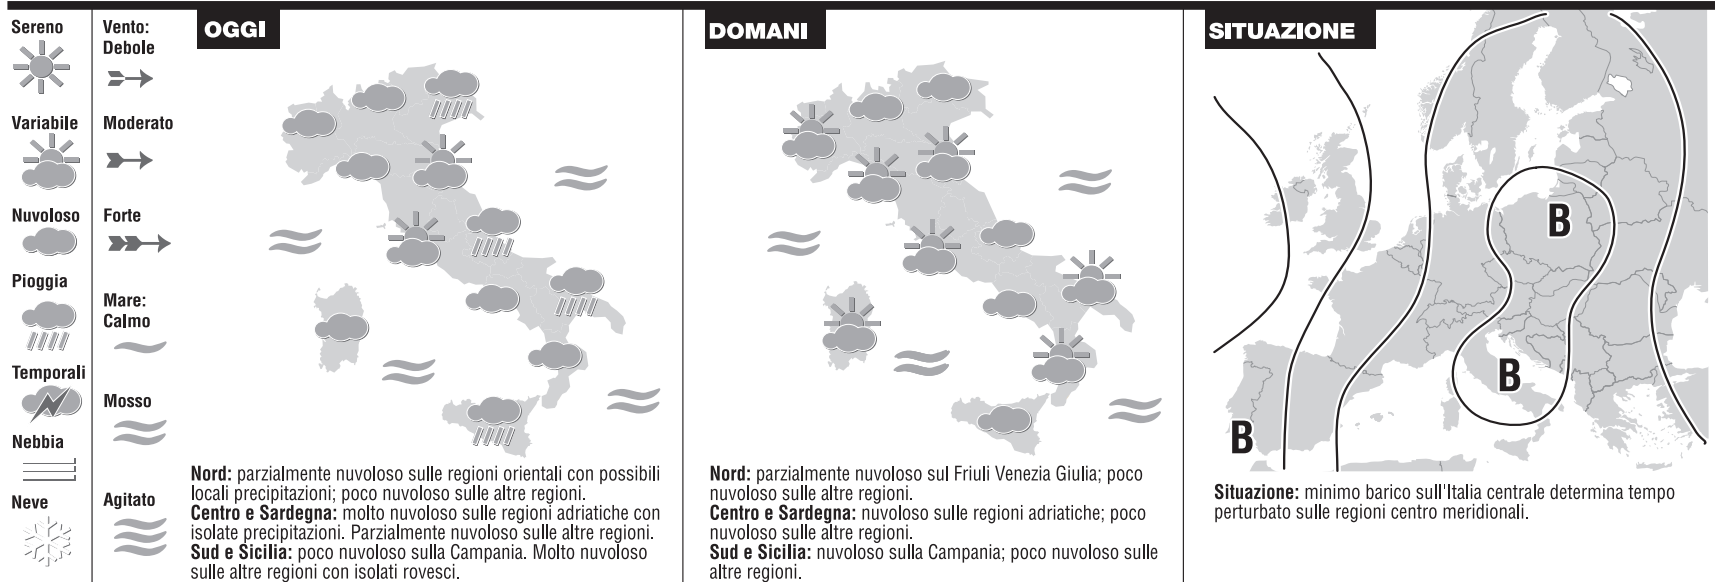 Sereno
Variabile
Nuvoloso
Pioggia
Temporali
Nebbia
Neve
Vento:
Debole
Moderato
Forte
Mare:
Calmo
Mosso
Agitato
OGGI
Nord: parzialmente nuvoloso sulle regioni orientali con possibili
locali precipitazioni; poco nuvoloso sulle altre regioni.
Centro e Sardegna: molto nuvoloso sulle regioni adriatiche con
isolate precipitazioni. Parzialmente nuvoloso sulle altre regioni.
Sud e Sicilia: poco nuvoloso sulla Campania. Molto nuvoloso
sulle altre regioni con isolati rovesci.
DOMANI
Nord: parzialmente nuvoloso sul Friuli Venezia Giulia; poco
nuvoloso sulle altre regioni.
Centro e Sardegna: nuvoloso sulle regioni adriatiche; poco
nuvoloso sulle altre regioni.
Sud e Sicilia: nuvoloso sulla Campania; poco nuvoloso sulle
altre regioni.
SITUAZIONE
B
B
B
Situazione: minimo barico sull'Italia centrale determina tempo
perturbato sulle regioni centro meridionali.